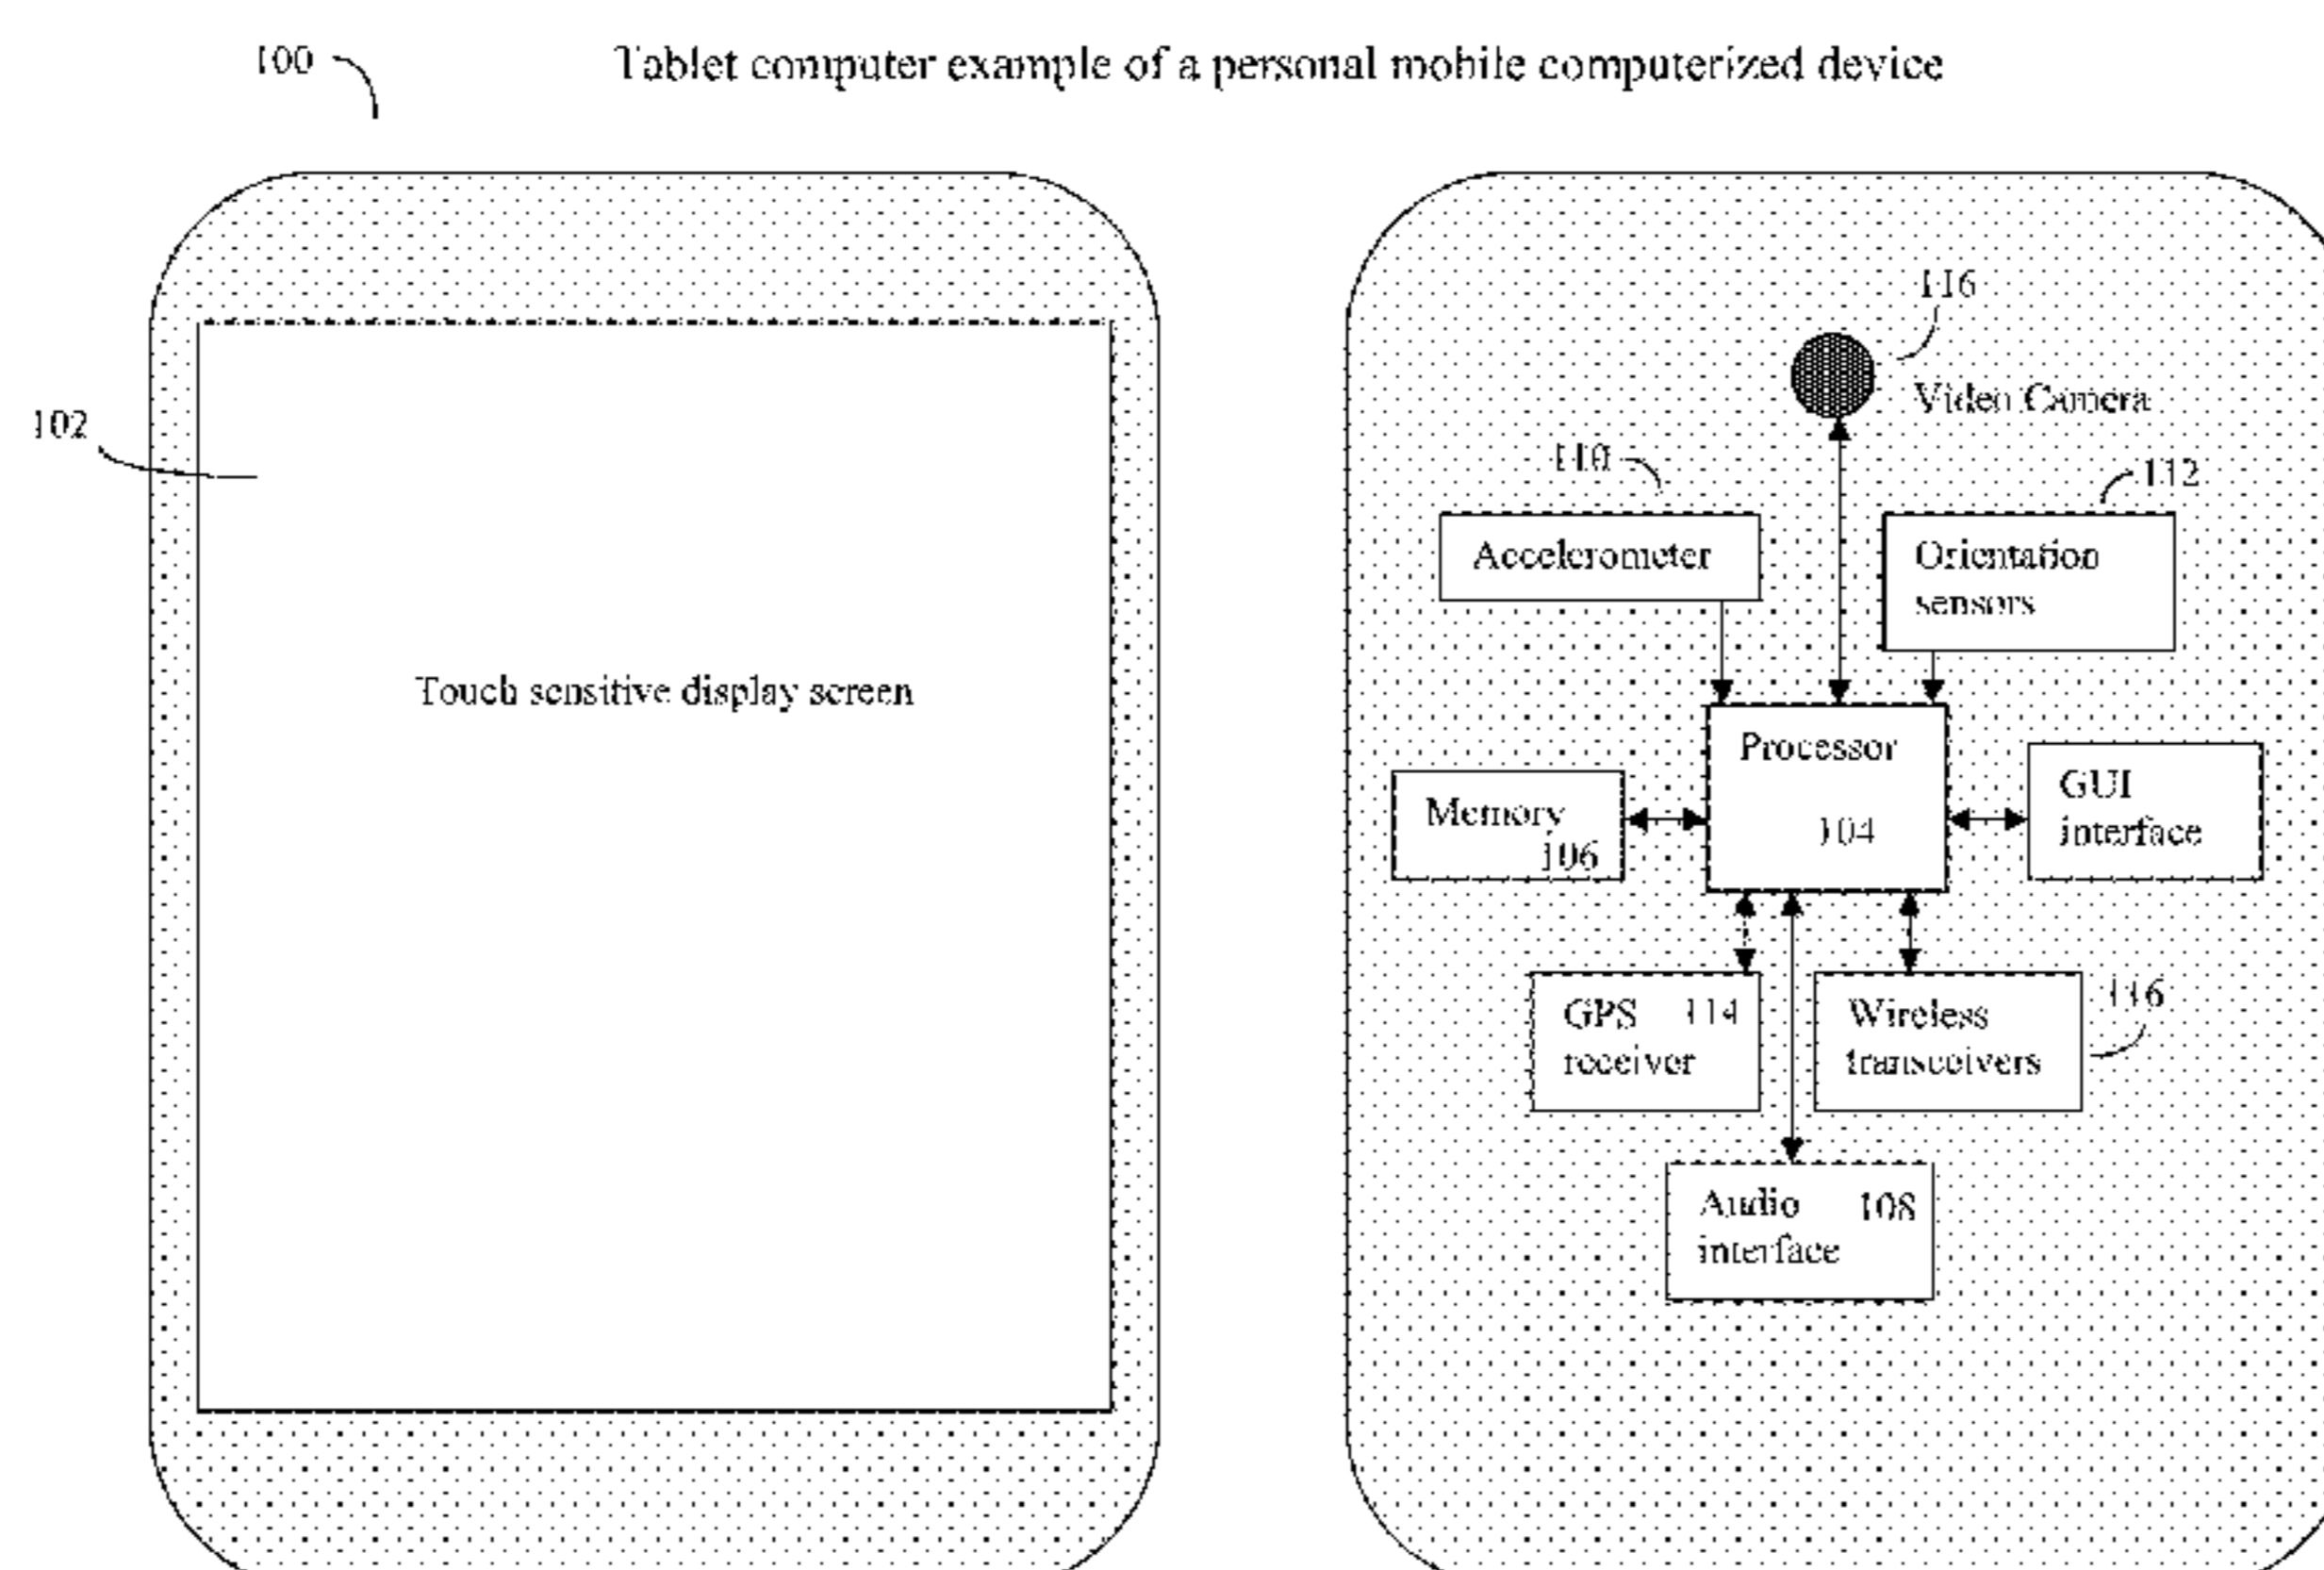 100
Tablet computer example of a personal mobile computerized device
102
Touch sensitive display screen
116
Video Camera
110
112
Accelerometer
Orientation
sensors
Processor
104
Memory
106
GUI
interface
GPS 114
receiver
Wireless
transceivers
116
Audio 108
interface